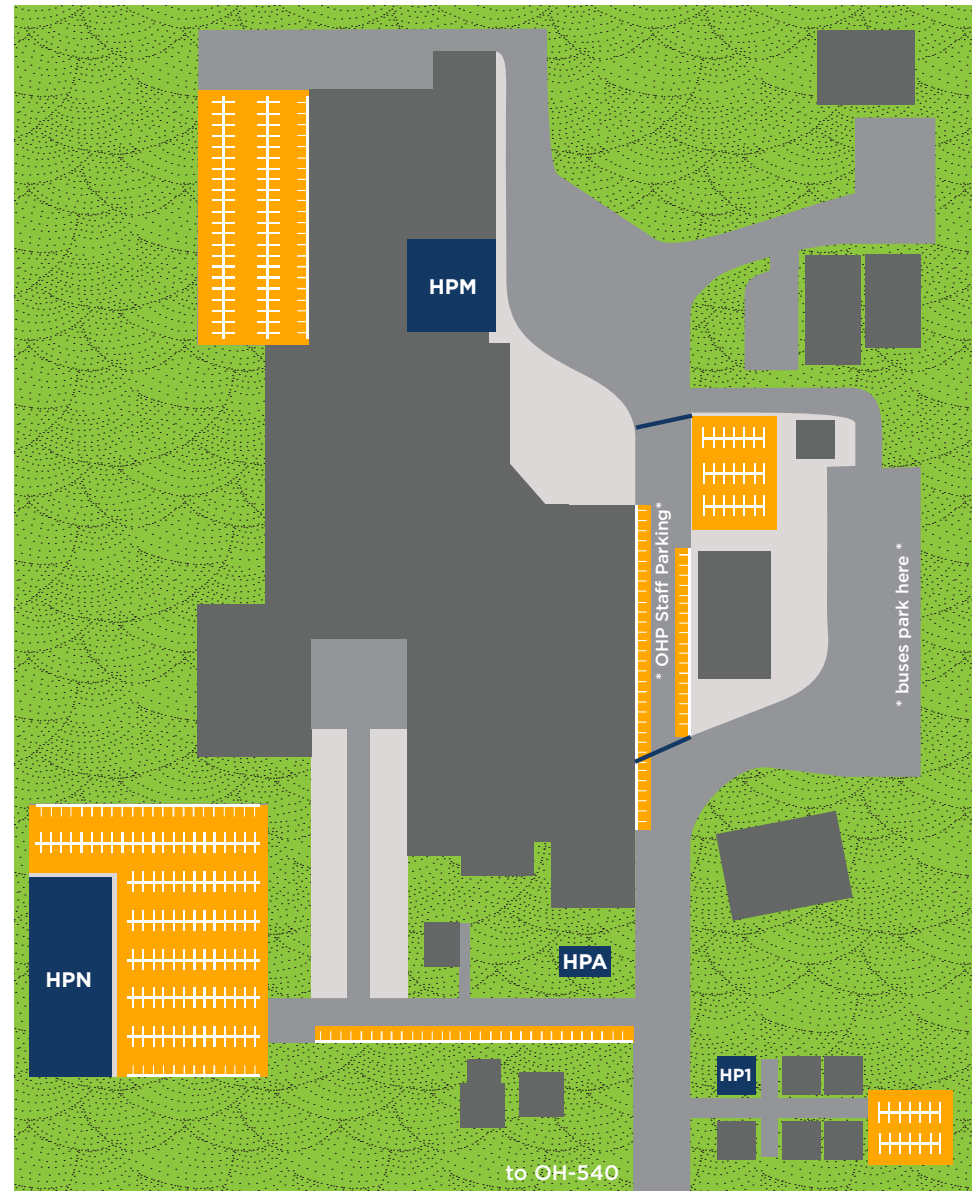 HPM
* OHP Staff Parking*
* buses park here *
HPN
HPA
HP1
to OH-540